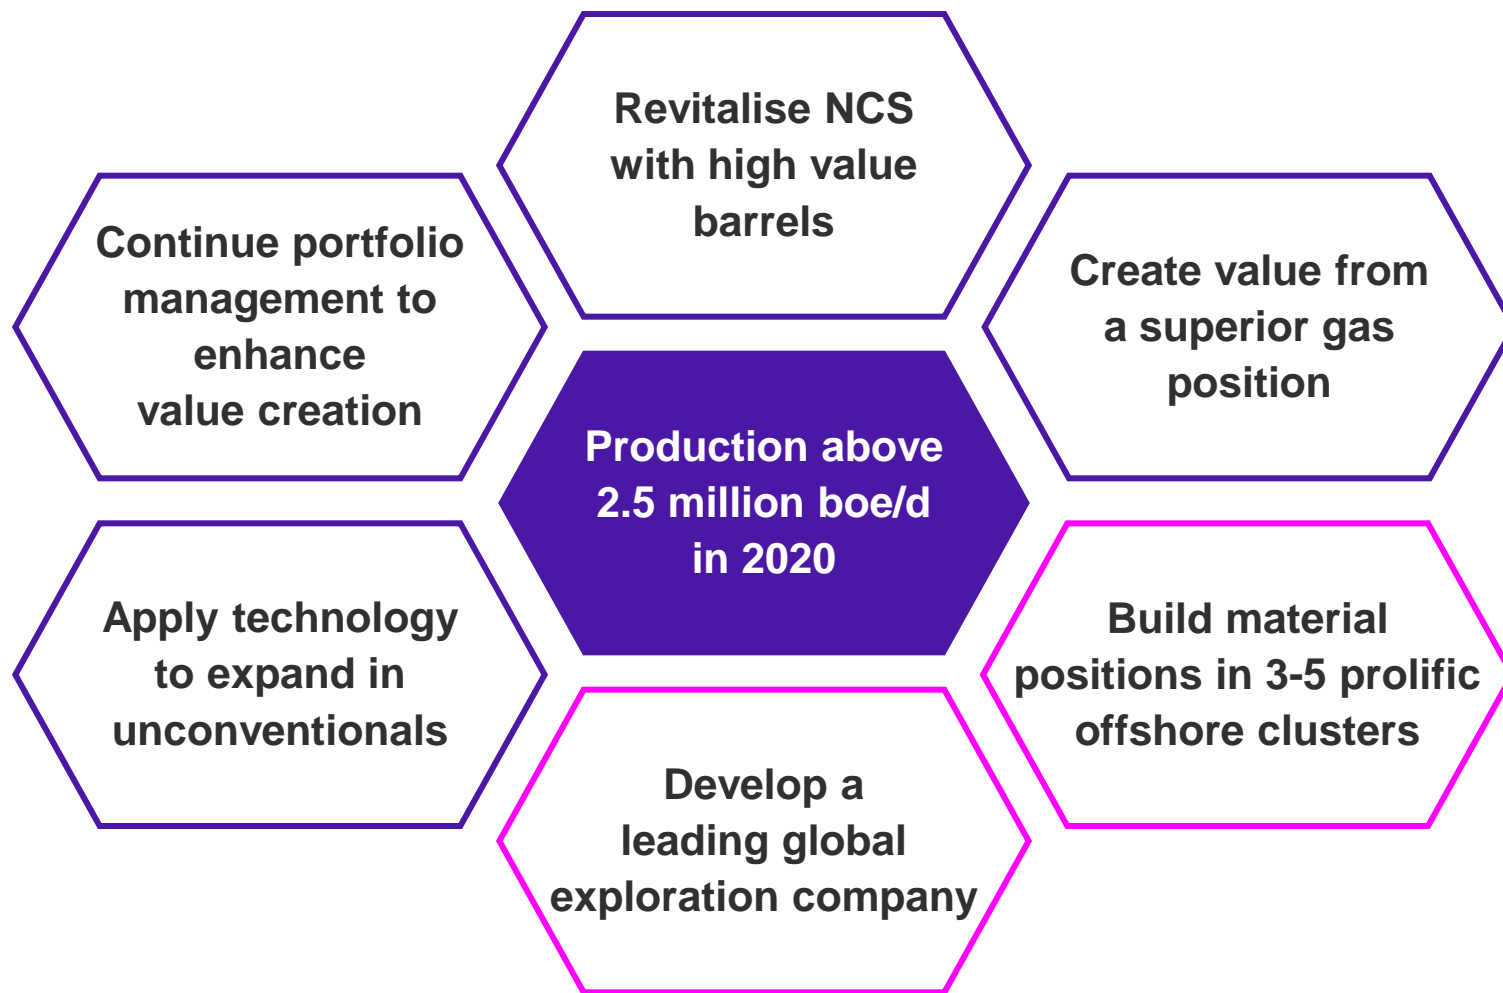 Revitalise NCS
with high value
barrels
Continue portfolio
management to
enhance
value creation
Create value from
a superior gas
position
Production above
2.5 million boe/d
in 2020
Apply technology
to expand in
unconventionals
Build material
positions in 3-5 prolific
offshore clusters
Develop a
leading global
exploration company